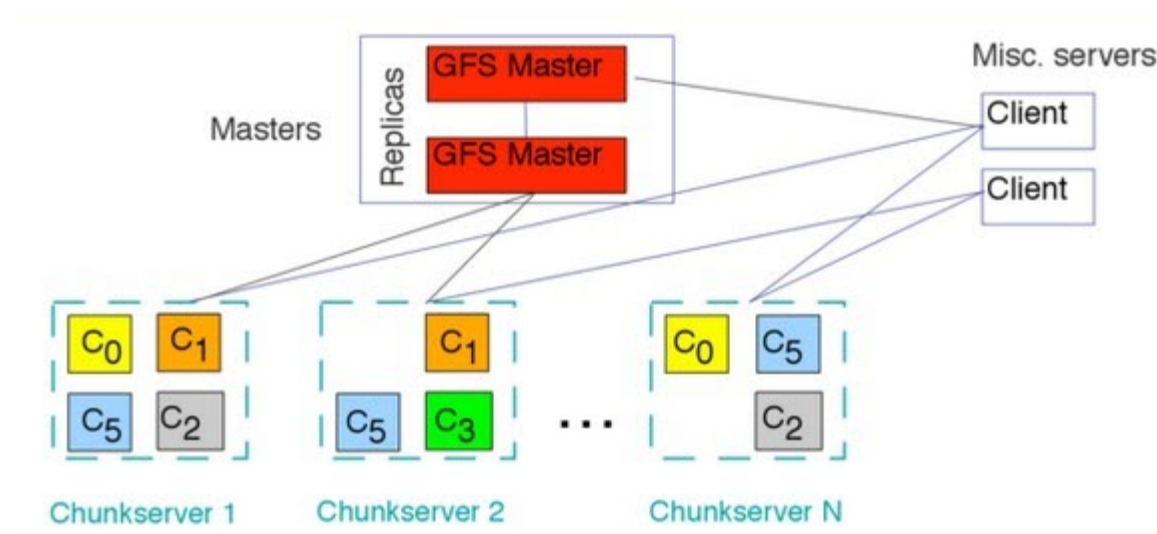 Misc. servers
Masters
Replicas
GFS Master
GFS Master
Client
Client
C0 C1
C5 C2
C1
C5 C3
...
C0 C5
C2
Chunkserver 1
Chunkserver 2
Chunkserver N